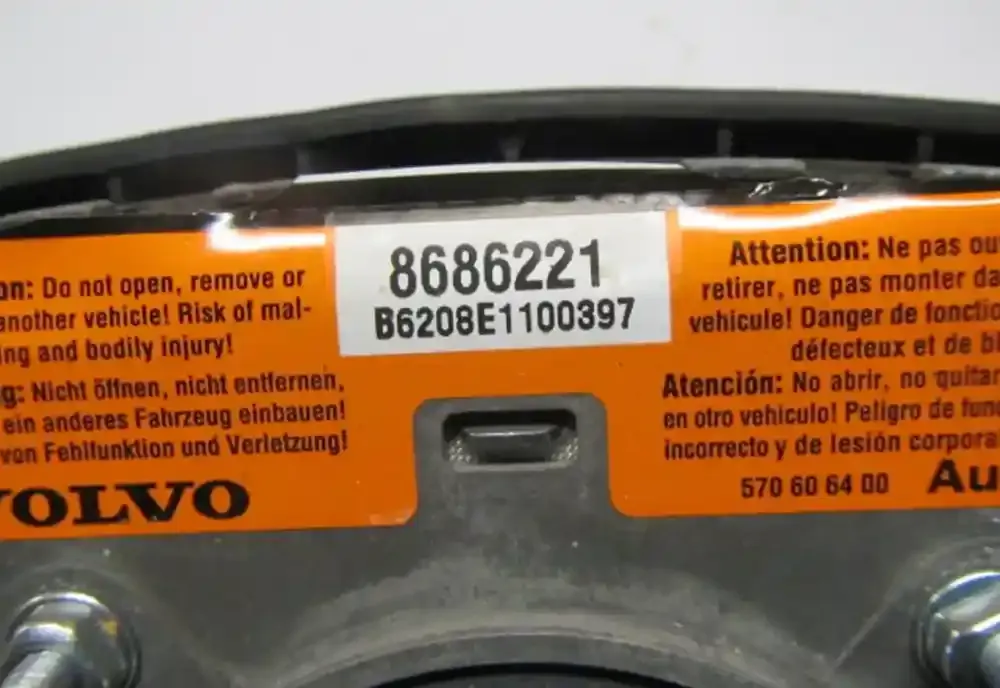 on: Do not open, remove or
another vehicle! Risk of mal-
ing and bodily injury!
g: Nicht öffnen, nicht entfernen,
ein anderes Fahrzeug einbauen!
von Fehlfunktion und Verletzung!
VOLVO
8686221
B6208E1100397
Attention: Ne pas ou
retirer, ne pas monter da
vehicule! Danger de fonctio
défecteux et de bl
Atención: No abrir, no quitar
en otro vehiculo! Peligro de fun
incorrecto y de lesión corpora
570 60 64 00 Au